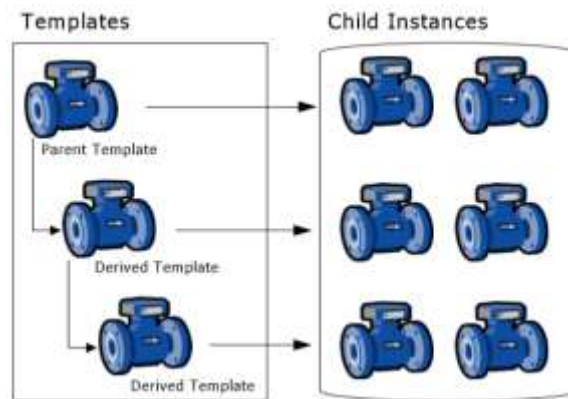 Templates
Child Instances
Parent Template
Derived Template
Derived Template